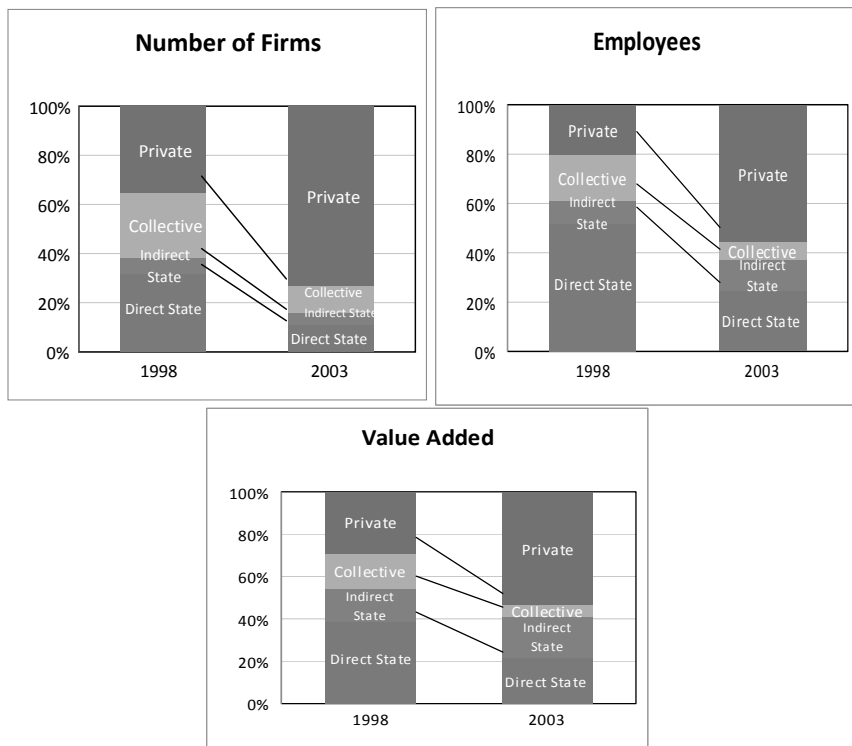 Number of Firms
100%
80%
60%
40%
20%
0%
Private
Collective
Indirect
State
Direct State
Private
Collective
Indirect State
Direct State
1998
2003
Employees
100%
80%
60%
40%
20%
0%
Private
Collective
Indirect
State
Direct State
Private
Collective
Indirect
State
Direct State
1998
2003
Value Added
100%
80%
60%
40%
20%
0%
Private
Collective
Indirect
State
Direct State
Private
Collective
Indirect
State
Direct State
1998
2003